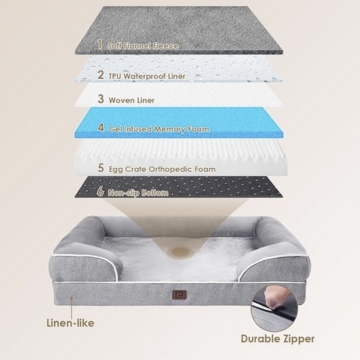 1 Soft Flannel Fleece
2 TPU Waterproof Liner
3 Woven Liner
4 Gel Infused Memory Foam
5 Egg Crate Orthopedic Foam
6 Non-slip Bottom
Linen-like
Durable Zipper